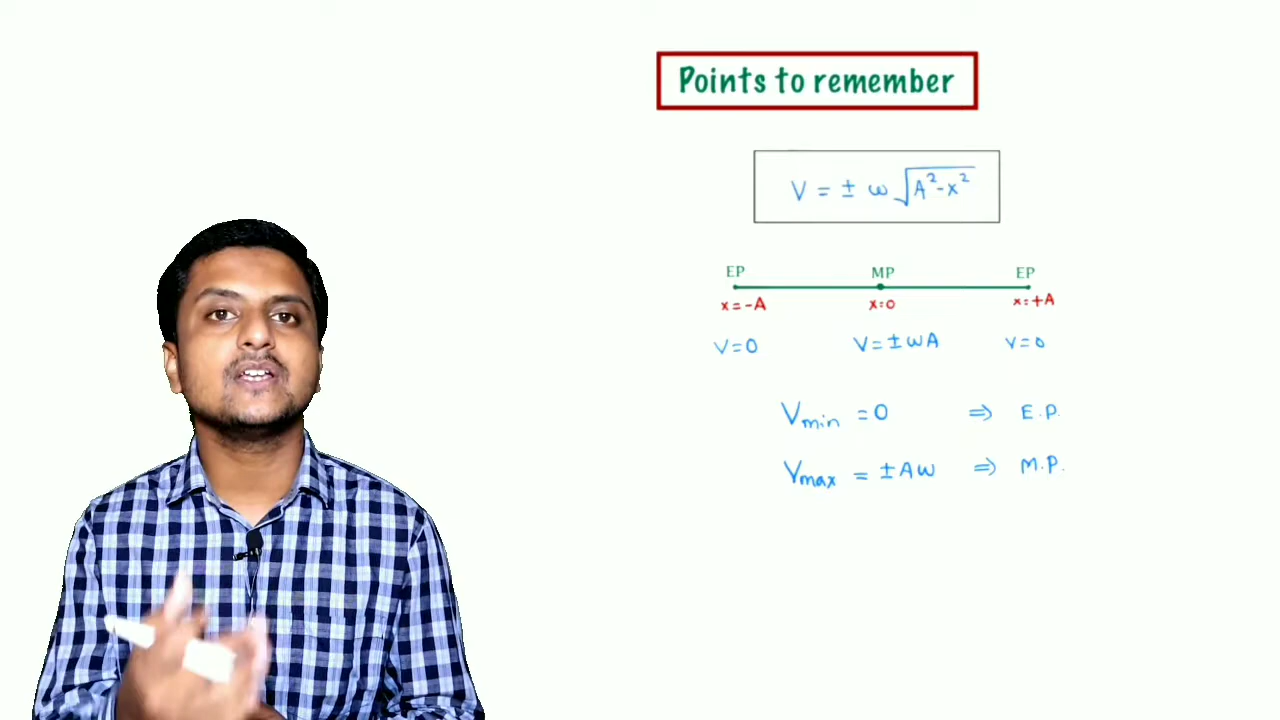 Points to remember
V = ± ω √A²-x²
EP MP EP
x=-A x=0 x=+A
V=0 V=±ωA V=0
Vmin =0 ⇒ E.P.
Vmax = ±Aω ⇒ M.P.